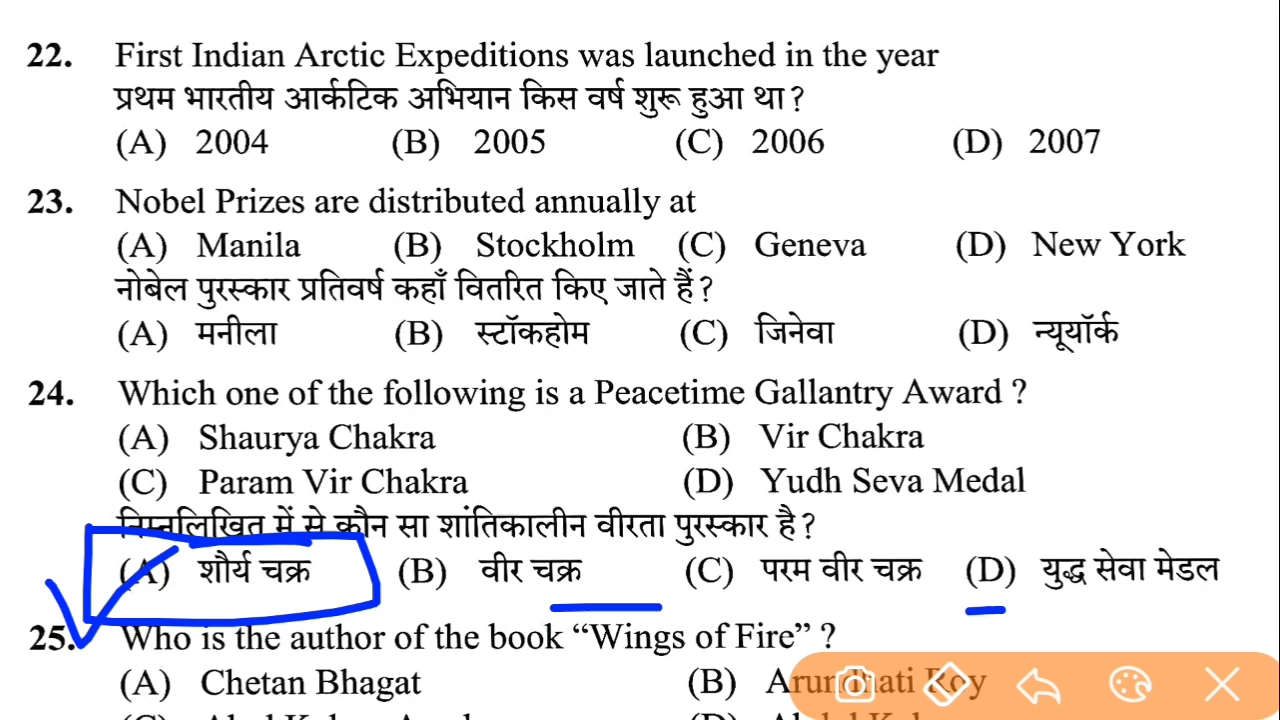 22. First Indian Arctic Expeditions was launched in the year
प्रथम भारतीय आर्कटिक अभियान किस वर्ष शुरू हुआ था?
(A) 2004 (B) 2005 (C) 2006 (D) 2007
23. Nobel Prizes are distributed annually at
(A) Manila (B) Stockholm (C) Geneva (D) New York
नोबेल पुरस्कार प्रतिवर्ष कहाँ वितरित किए जाते हैं?
(A) मनीला (B) स्टॉकहोम (C) जिनेवा (D) न्यूयॉर्क
24. Which one of the following is a Peacetime Gallantry Award ?
(A) Shaurya Chakra (B) Vir Chakra
(C) Param Vir Chakra (D) Yudh Seva Medal
निम्नलिखित में से कौन सा शांतिकालीन वीरता पुरस्कार है?
(A) शौर्य चक्र (B) वीर चक्र (C) परम वीर चक्र (D) युद्ध सेवा मेडल
25. Who is the author of the book “Wings of Fire” ?
(A) Chetan Bhagat (B) Arundhati Roy